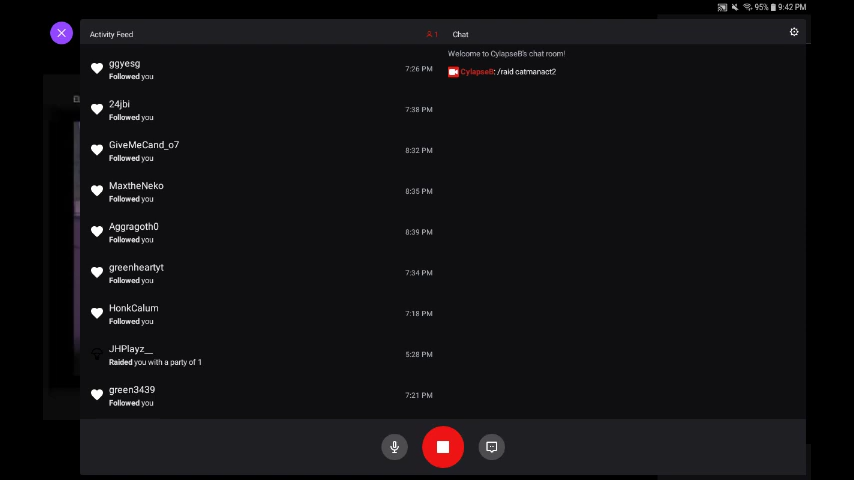 95% 9:42 PM
Activity Feed
1
Chat
Welcome to CylapseB's chat room!
ggyesg
Followed you
7:26 PM
CylapseB: /raid catmanact2
24jbi
Followed you
7:38 PM
GiveMeCand_o7
Followed you
8:32 PM
MaxtheNeko
Followed you
8:35 PM
Aggragoth0
Followed you
8:39 PM
greenheartyt
Followed you
7:34 PM
HonkCalum
Followed you
7:18 PM
JHPlayz__
Raided you with a party of 1
5:28 PM
green3439
Followed you
7:21 PM